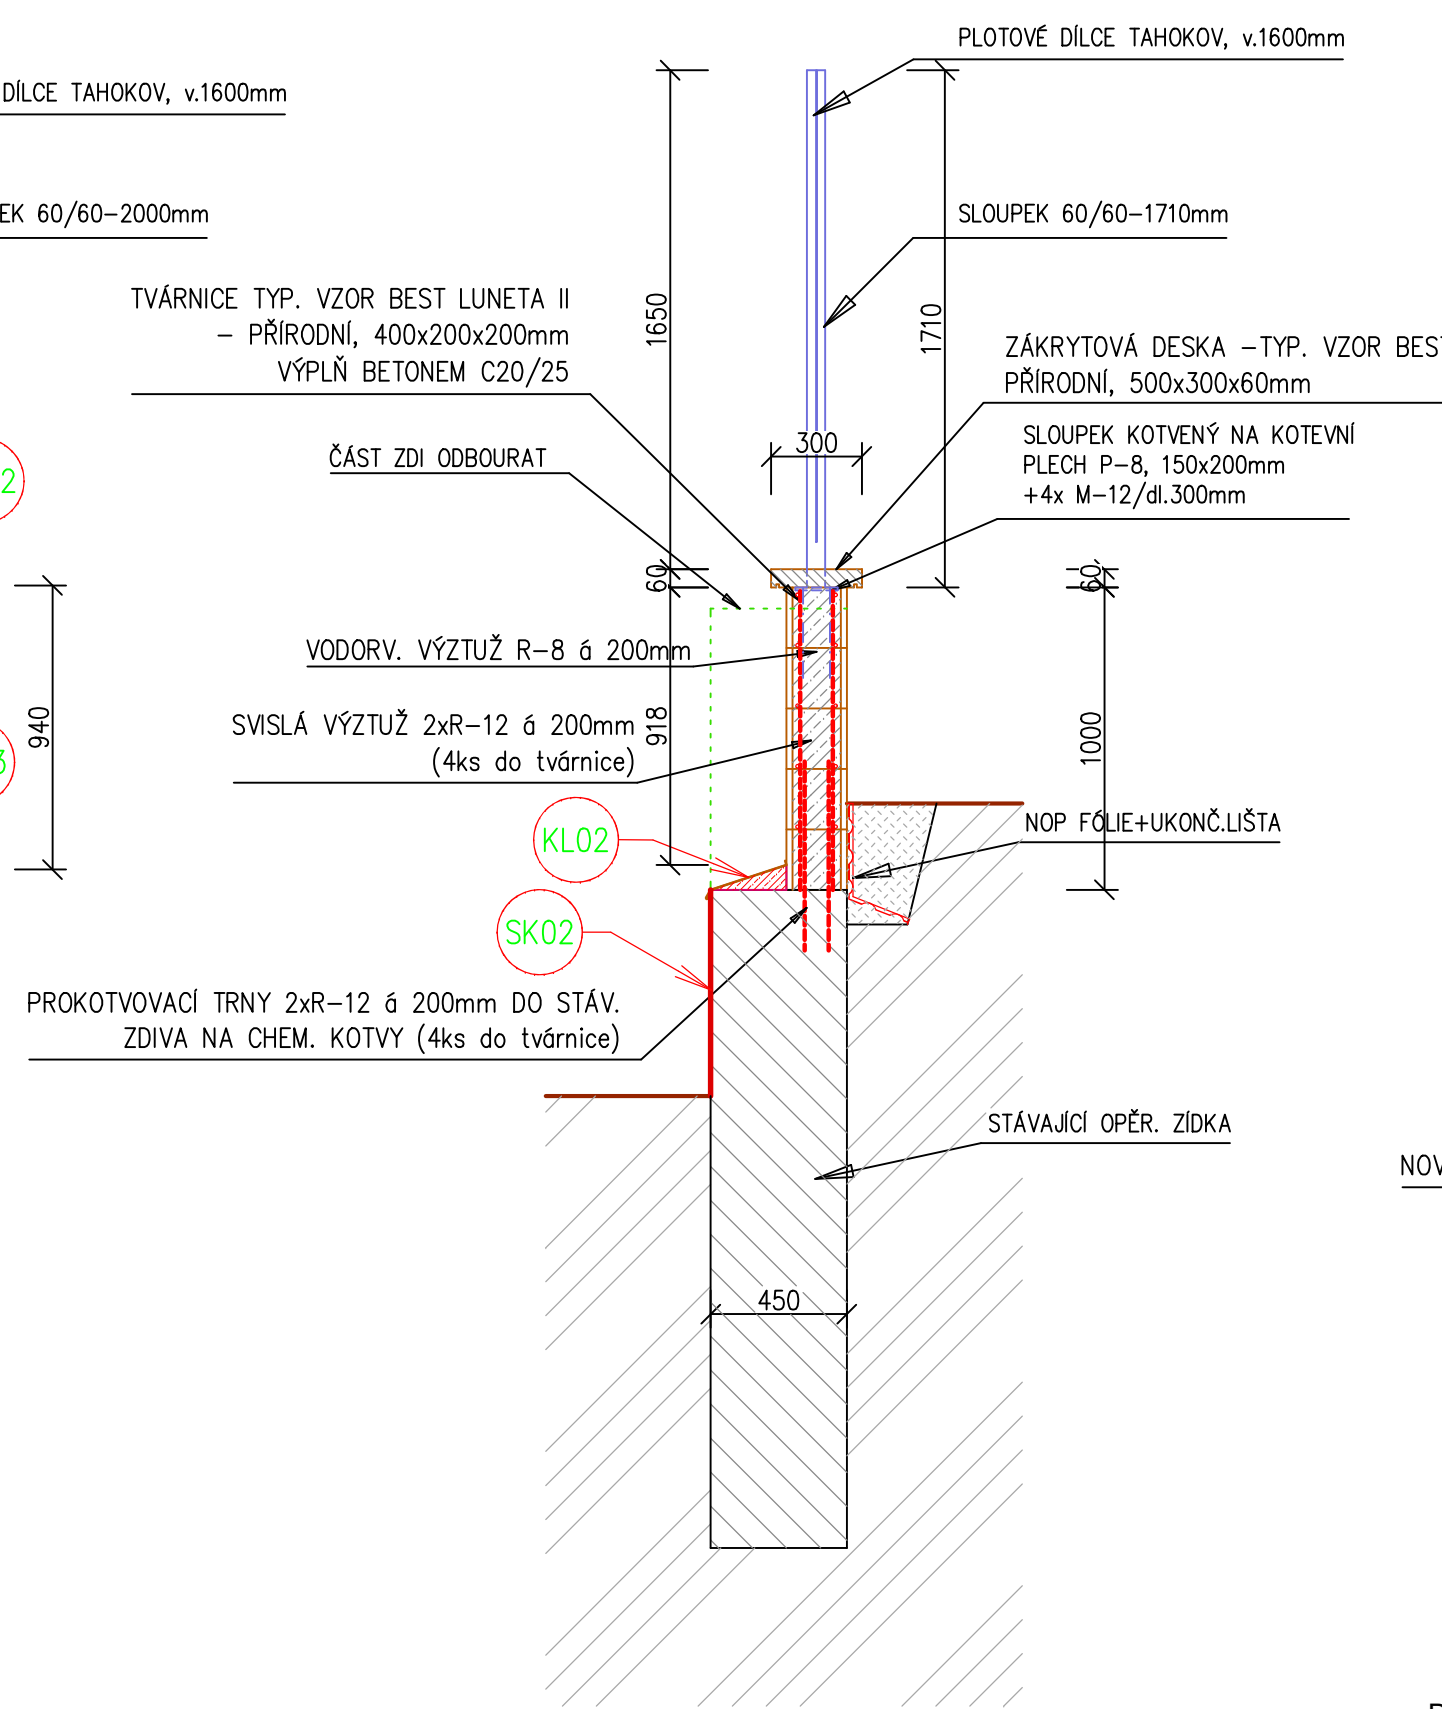 PLOTOVÉ DÍLCE TAHOKOV, v.1600mm
DÍLCE TAHOKOV, v.1600mm
EK 60/60-2000mm
SLOUPEK 60/60-1710mm
TVÁRNICE TYP. VZOR BEST LUNETA II
- PŘÍRODNÍ, 400x200x200mm
VÝPLŇ BETONEM C20/25
1650
1710
ZÁKRYTOVÁ DESKA -TYP. VZOR BEST
PŘÍRODNÍ, 500x300x60mm
300
SLOUPEK KOTVENÝ NA KOTEVNÍ
PLECH P-8, 150x200mm
+4x M-12/dl.300mm
ČÁST ZDI ODBOURAT
2
60
60
VODORV. VÝZTUŽ R-8 á 200mm
940
SVISLÁ VÝZTUŽ 2xR-12 á 200mm
(4ks do tvárnice)
918
1000
3
KL02
NOP FÓLIE+UKONČ.LIŠTA
SK02
PROKOTVOVACÍ TRNY 2xR-12 á 200mm DO STÁV.
ZDIVA NA CHEM. KOTVY (4ks do tvárnice)
STÁVAJÍCÍ OPĚR. ZÍDKA
NOV
450